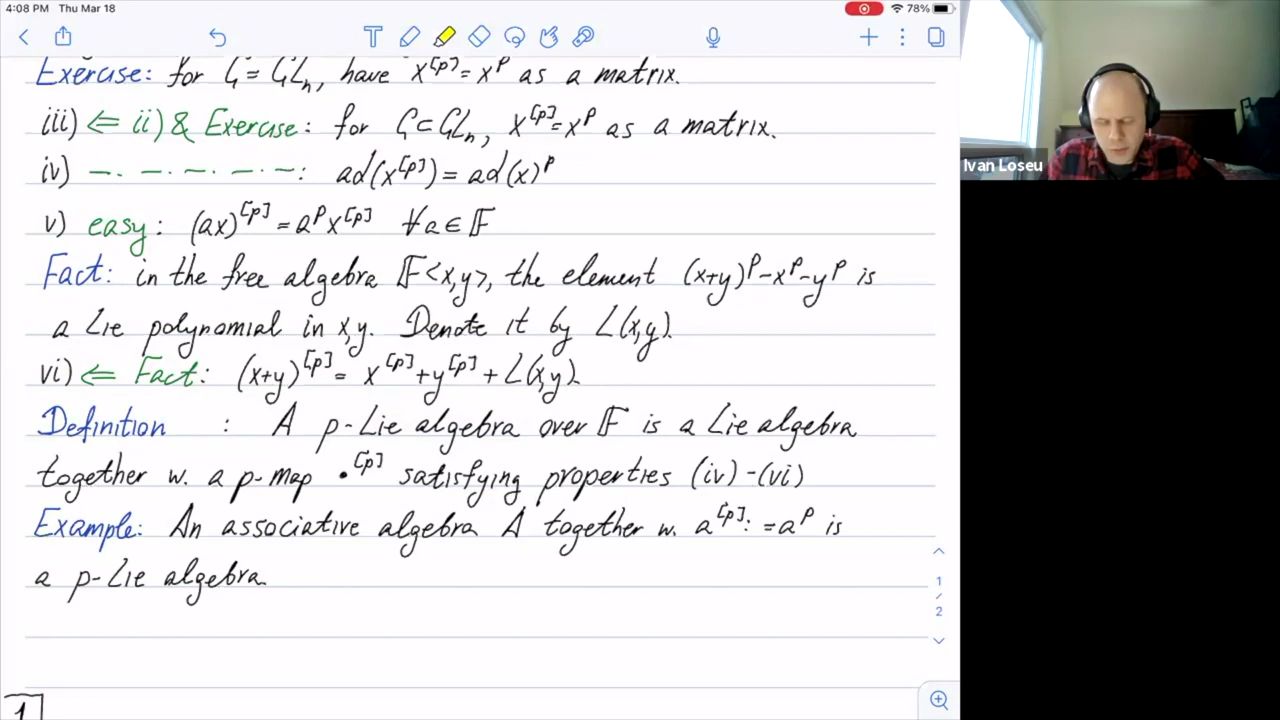 4:08 PM Thu Mar 18
78%
Exercise: for G=GLₙ, have x^[p]=x^p as a matrix.
iii) ⇐ ii) & Exercise: for G=GLₙ, x^[p]=x^p as a matrix.
iv) —.—.—.—.—: ad(x^[p])=ad(x)^p
v) easy: (ax)^[p]=a^p x^[p] ∀a∈𝔽
Fact: in the free algebra 𝔽<x,y>, the element (x+y)^p-x^p-y^p is
a Lie polynomial in x,y. Denote it by L(x,y).
vi) ⇐ Fact: (x+y)^[p]= x^[p]+y^[p]+L(x,y).
Definition : A p-Lie algebra over 𝔽 is a Lie algebra
together w. a p-map •^[p] satisfying properties (iv)-(vi)
Example: An associative algebra A together w. a^[p]:=a^p is
a p-Lie algebra.
1
/
2
1
Ivan Loseu